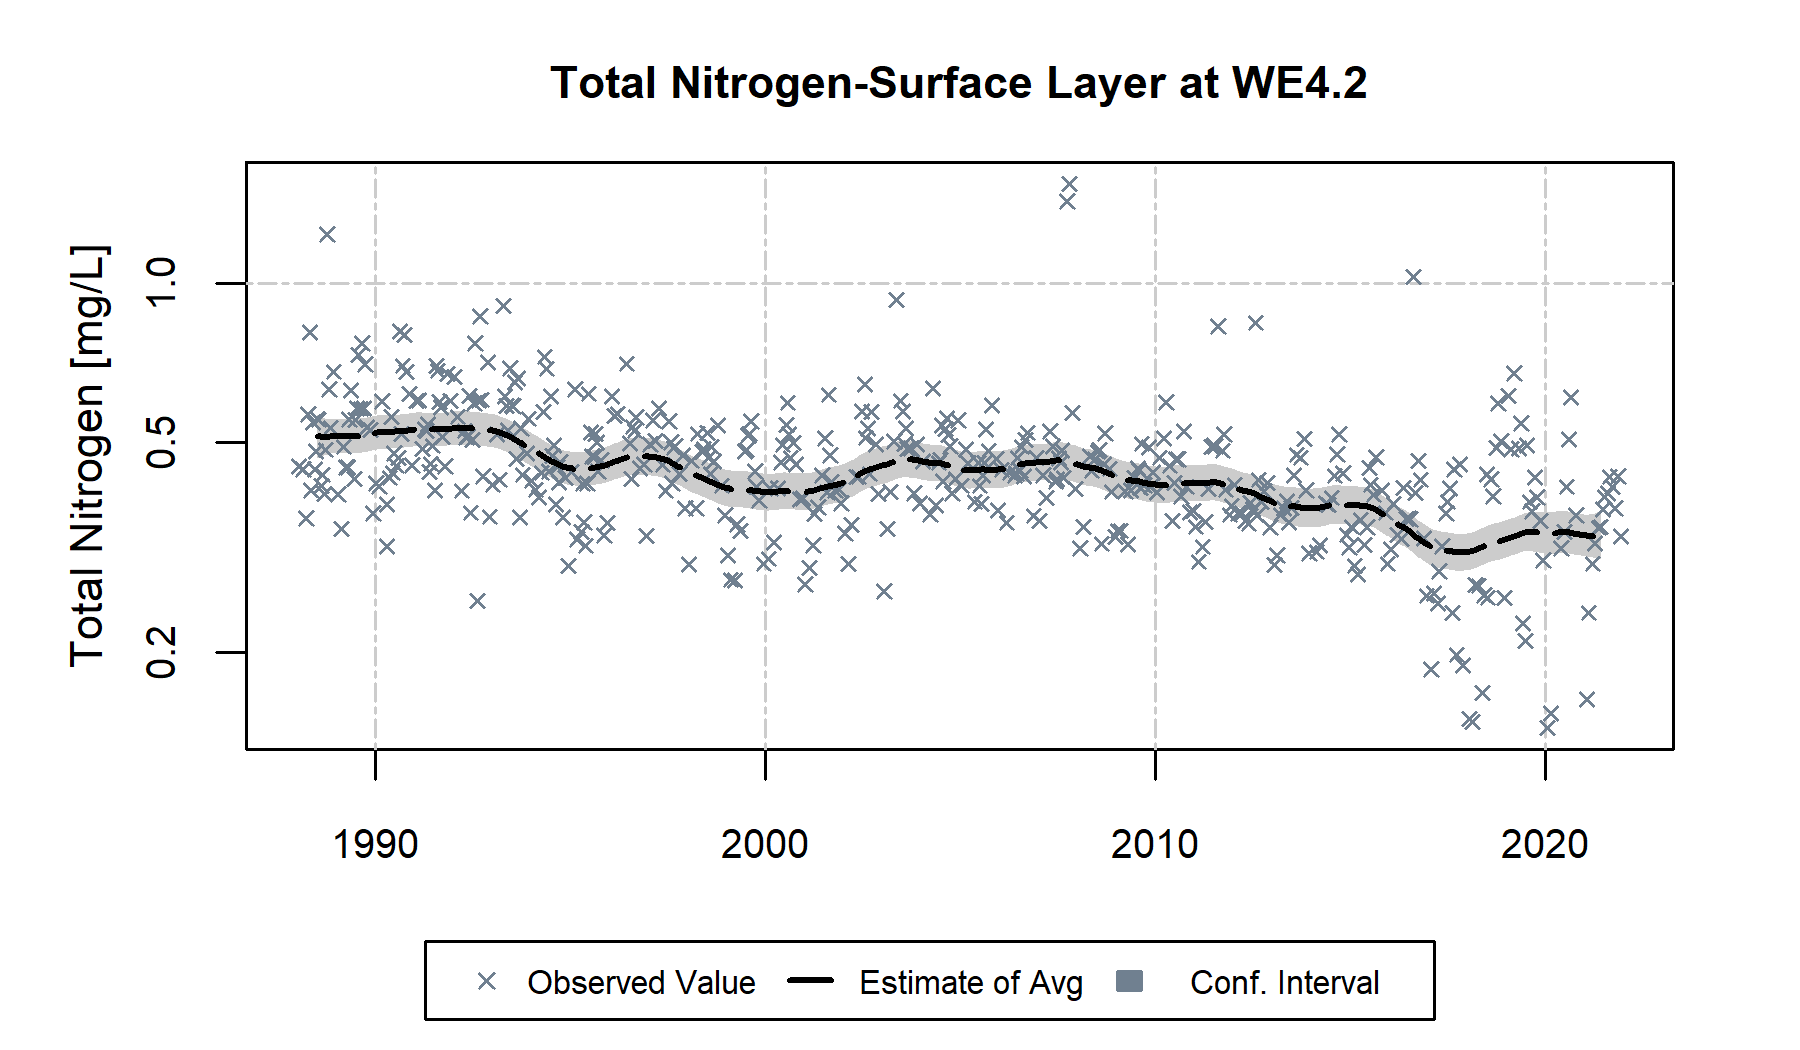 Total Nitrogen-Surface Layer at WE4.2
Total Nitrogen [mg/L]
1.0
0.5
0.2
1990 2000 2010 2020
Observed Value Estimate of Avg Conf. Interval